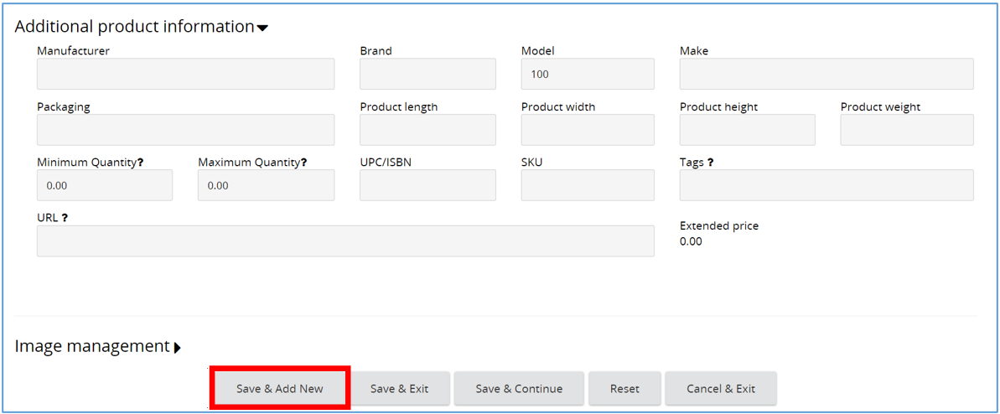 Additional product information
Manufacturer Brand Model Make
100
Packaging Product length Product width Product height Product weight
Minimum Quantity? Maximum Quantity? UPC/ISBN SKU Tags ?
0.00 0.00
URL ?
Extended price
0.00
Image management
Save & Add New Save & Exit Save & Continue Reset Cancel & Exit